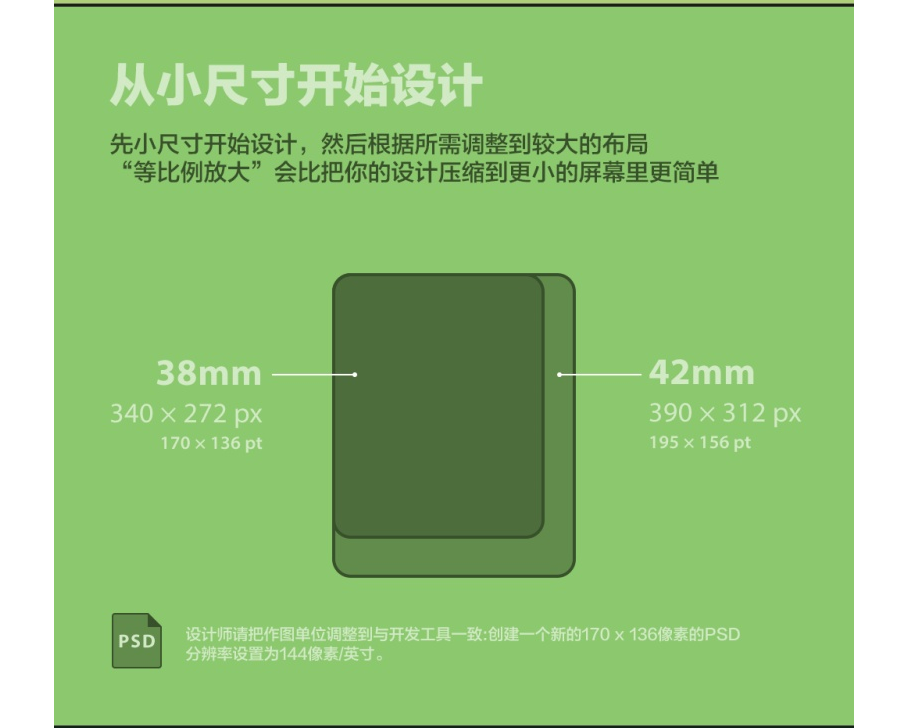 从小尺寸开始设计
先小尺寸开始设计，然后根据所需调整到较大的布局
“等比例放大”会比把你的设计压缩到更小的屏幕里更简单
38mm
340 × 272 px
170 × 136 pt
42mm
390 × 312 px
195 × 156 pt
PSD
设计师请把作图单位调整到与开发工具一致:创建一个新的170 x 136像素的PSD
分辨率设置为144像素/英寸。